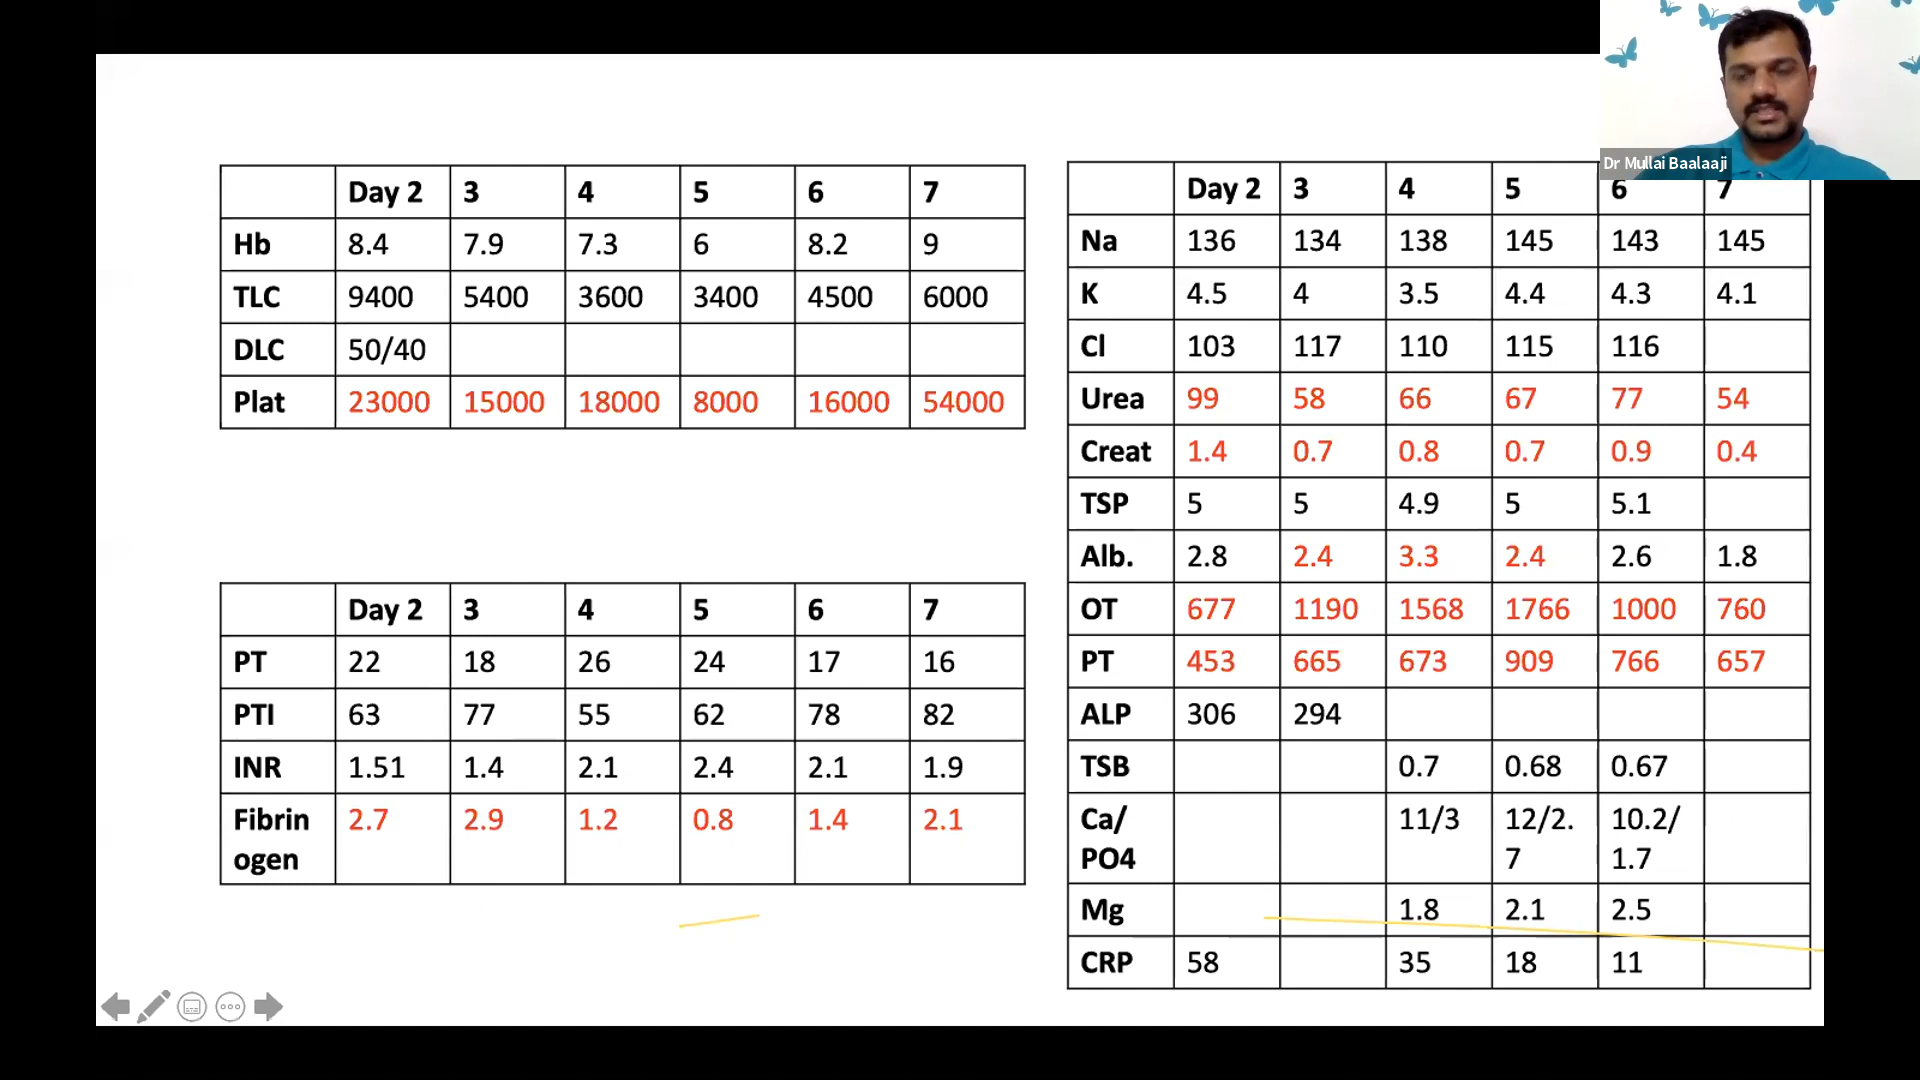 Dr Mullai Baalaaji
Day 2 3 4 5 6 7
Hb 8.4 7.9 7.3 6 8.2 9
TLC 9400 5400 3600 3400 4500 6000
DLC 50/40
Plat 23000 15000 18000 8000 16000 54000
Day 2 3 4 5 6 7
PT 22 18 26 24 17 16
PTI 63 77 55 62 78 82
INR 1.51 1.4 2.1 2.4 2.1 1.9
Fibrin 2.7 2.9 1.2 0.8 1.4 2.1
ogen
Day 2 3 4 5 6 7
Na 136 134 138 145 143 145
K 4.5 4 3.5 4.4 4.3 4.1
Cl 103 117 110 115 116
Urea 99 58 66 67 77 54
Creat 1.4 0.7 0.8 0.7 0.9 0.4
TSP 5 5 4.9 5 5.1
Alb. 2.8 2.4 3.3 2.4 2.6 1.8
OT 677 1190 1568 1766 1000 760
PT 453 665 673 909 766 657
ALP 306 294
TSB 0.7 0.68 0.67
Ca/ 11/3 12/2. 10.2/
PO4 7 1.7
Mg 1.8 2.1 2.5
CRP 58 35 18 11